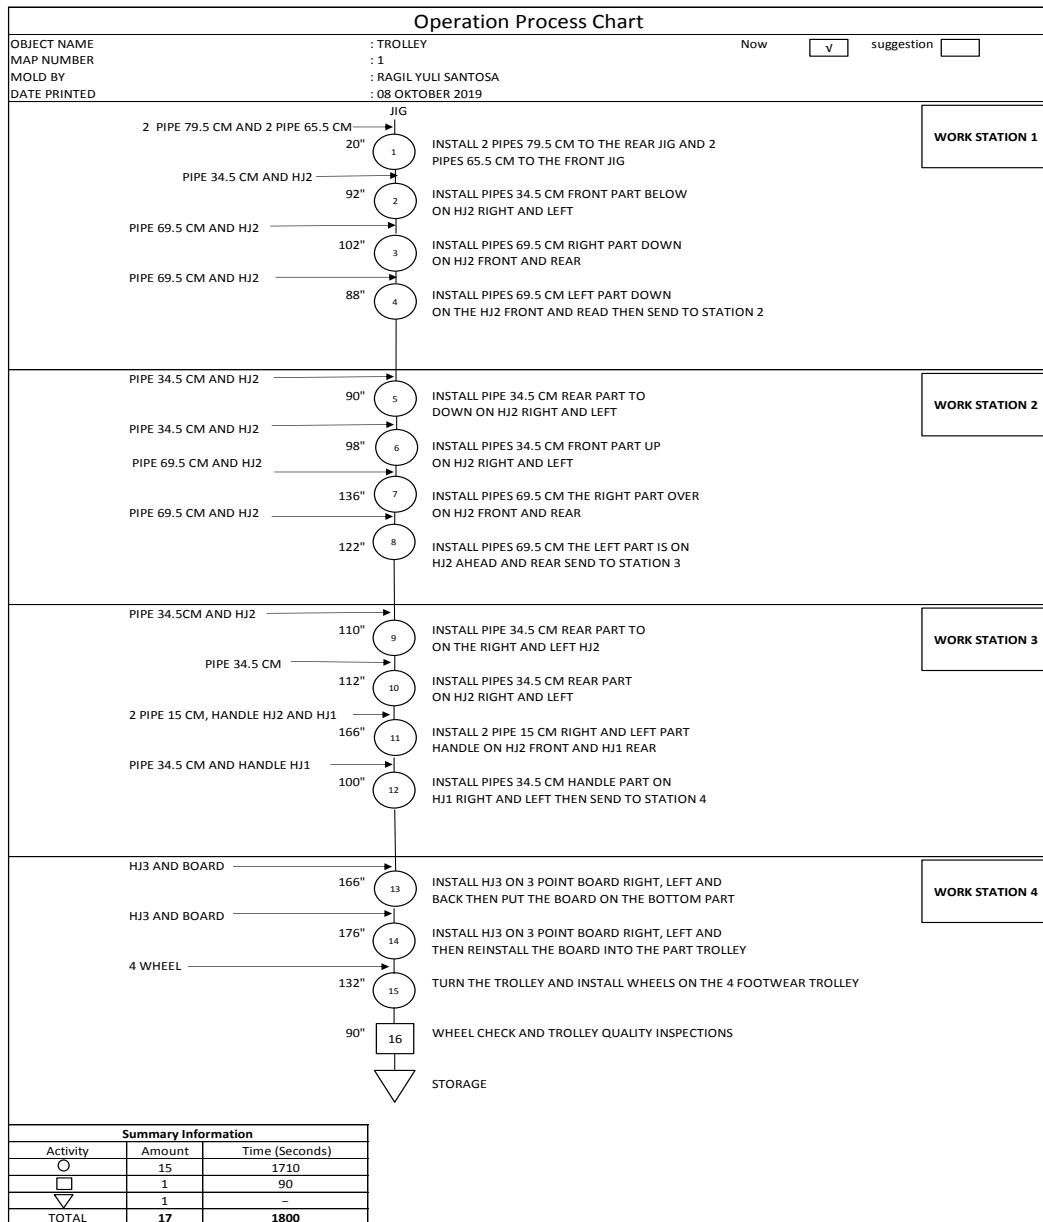 Operation Process Chart
OBJECT NAME : TROLLEY Now √ suggestion
MAP NUMBER : 1
MOLD BY : RAGIL YULI SANTOSA
DATE PRINTED : 08 OKTOBER 2019
JIG
WORK STATION 1
2 PIPE 79.5 CM AND 2 PIPE 65.5 CM
20" 1 INSTALL 2 PIPES 79.5 CM TO THE REAR JIG AND 2
PIPES 65.5 CM TO THE FRONT JIG
PIPE 34.5 CM AND HJ2
92" 2 INSTALL PIPES 34.5 CM FRONT PART BELOW
ON HJ2 RIGHT AND LEFT
PIPE 69.5 CM AND HJ2
102" 3 INSTALL PIPES 69.5 CM RIGHT PART DOWN
ON HJ2 FRONT AND REAR
PIPE 69.5 CM AND HJ2
88" 4 INSTALL PIPES 69.5 CM LEFT PART DOWN
ON THE HJ2 FRONT AND READ THEN SEND TO STATION 2
WORK STATION 2
PIPE 34.5 CM AND HJ2
90" 5 INSTALL PIPE 34.5 CM REAR PART TO
DOWN ON HJ2 RIGHT AND LEFT
PIPE 34.5 CM AND HJ2
98" 6 INSTALL PIPES 34.5 CM FRONT PART UP
ON HJ2 RIGHT AND LEFT
PIPE 69.5 CM AND HJ2
136" 7 INSTALL PIPES 69.5 CM THE RIGHT PART OVER
ON HJ2 FRONT AND REAR
PIPE 69.5 CM AND HJ2
122" 8 INSTALL PIPES 69.5 CM THE LEFT PART IS ON
HJ2 AHEAD AND REAR SEND TO STATION 3
WORK STATION 3
PIPE 34.5CM AND HJ2
110" 9 INSTALL PIPE 34.5 CM REAR PART TO
ON THE RIGHT AND LEFT HJ2
PIPE 34.5 CM
112" 10 INSTALL PIPES 34.5 CM REAR PART
ON HJ2 RIGHT AND LEFT
2 PIPE 15 CM, HANDLE HJ2 AND HJ1
166" 11 INSTALL 2 PIPE 15 CM RIGHT AND LEFT PART
HANDLE ON HJ2 FRONT AND HJ1 REAR
PIPE 34.5 CM AND HANDLE HJ1
100" 12 INSTALL PIPES 34.5 CM HANDLE PART ON
HJ1 RIGHT AND LEFT THEN SEND TO STATION 4
WORK STATION 4
HJ3 AND BOARD
166" 13 INSTALL HJ3 ON 3 POINT BOARD RIGHT, LEFT AND
BACK THEN PUT THE BOARD ON THE BOTTOM PART
HJ3 AND BOARD
176" 14 INSTALL HJ3 ON 3 POINT BOARD RIGHT, LEFT AND
THEN REINSTALL THE BOARD INTO THE PART TROLLEY
4 WHEEL
132" 15 TURN THE TROLLEY AND INSTALL WHEELS ON THE 4 FOOTWEAR TROLLEY
90" 16 WHEEL CHECK AND TROLLEY QUALITY INSPECTIONS
STORAGE
Summary Information
Activity Amount Time (Seconds)
15 1710
1 90
1 –
TOTAL 17 1800